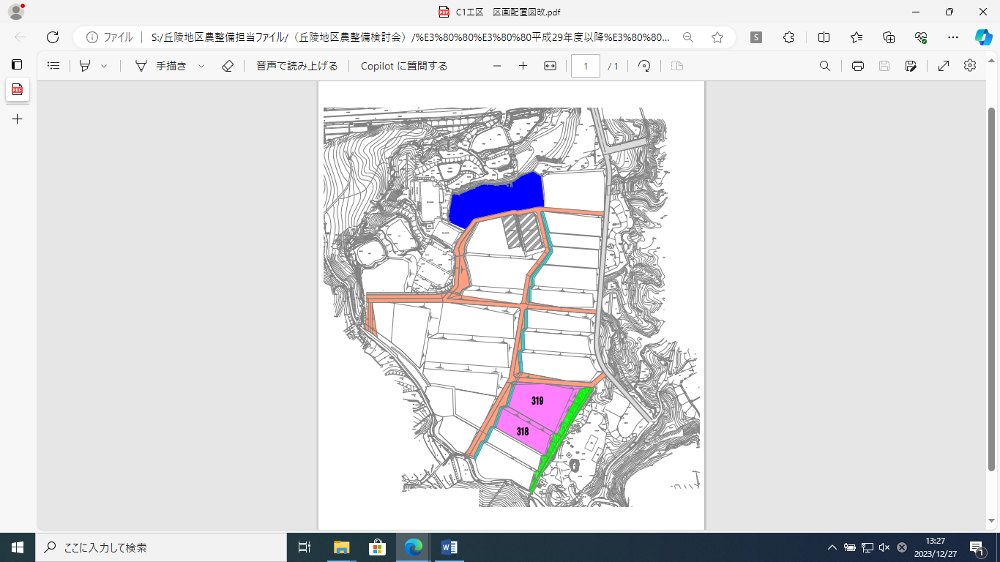 C1工区　区画配置図改.pdf
ファイル
S:/丘陵地区農整備担当ファイル/（丘陵地区農整備検討会）/%E3%80%80%E3%80%80平成29年度以降%E3%80%80...
手描き
音声で読み上げる
Copilot に質問する
1
/ 1
319
318
ここに入力して検索
13:27
2023/12/27
1